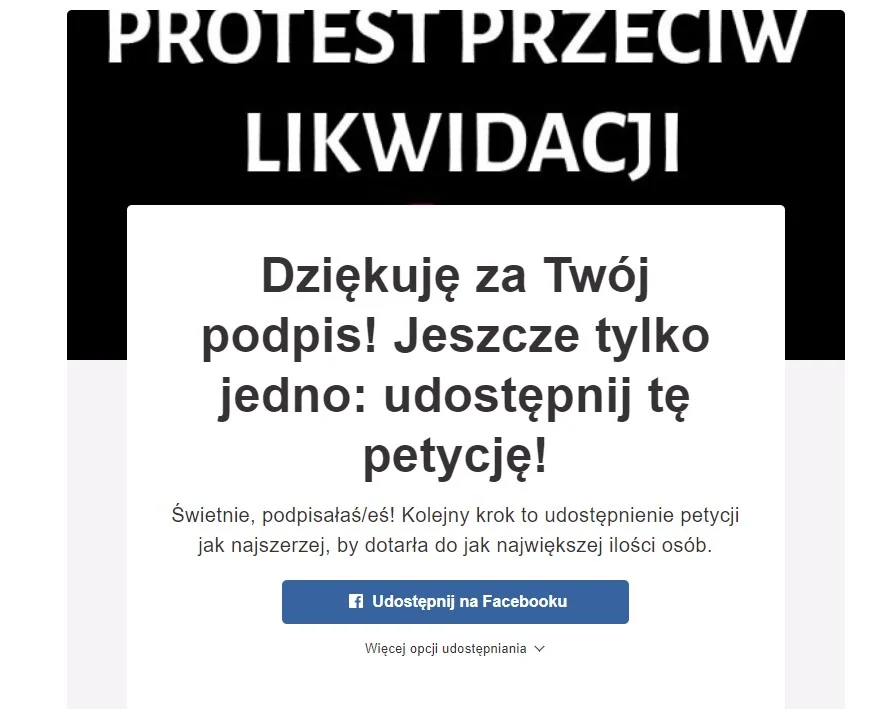 PROTEST PRZECIW
LIKWIDACJI
Dziękuję za Twój
podpis! Jeszcze tylko
jedno: udostępnij tę
petycję!
Świetnie, podpisałaś/eś! Kolejny krok to udostępnienie petycji
jak najszerzej, by dotarła do jak największej ilości osób.
Udostępnij na Facebooku
Więcej opcji udostępniania